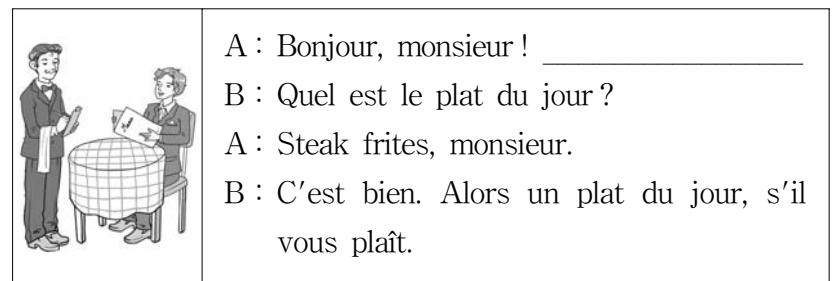 A : Bonjour, monsieur ! ____________________
B : Quel est le plat du jour ?
A : Steak frites, monsieur.
B : C'est bien. Alors un plat du jour, s'il
vous plaît.